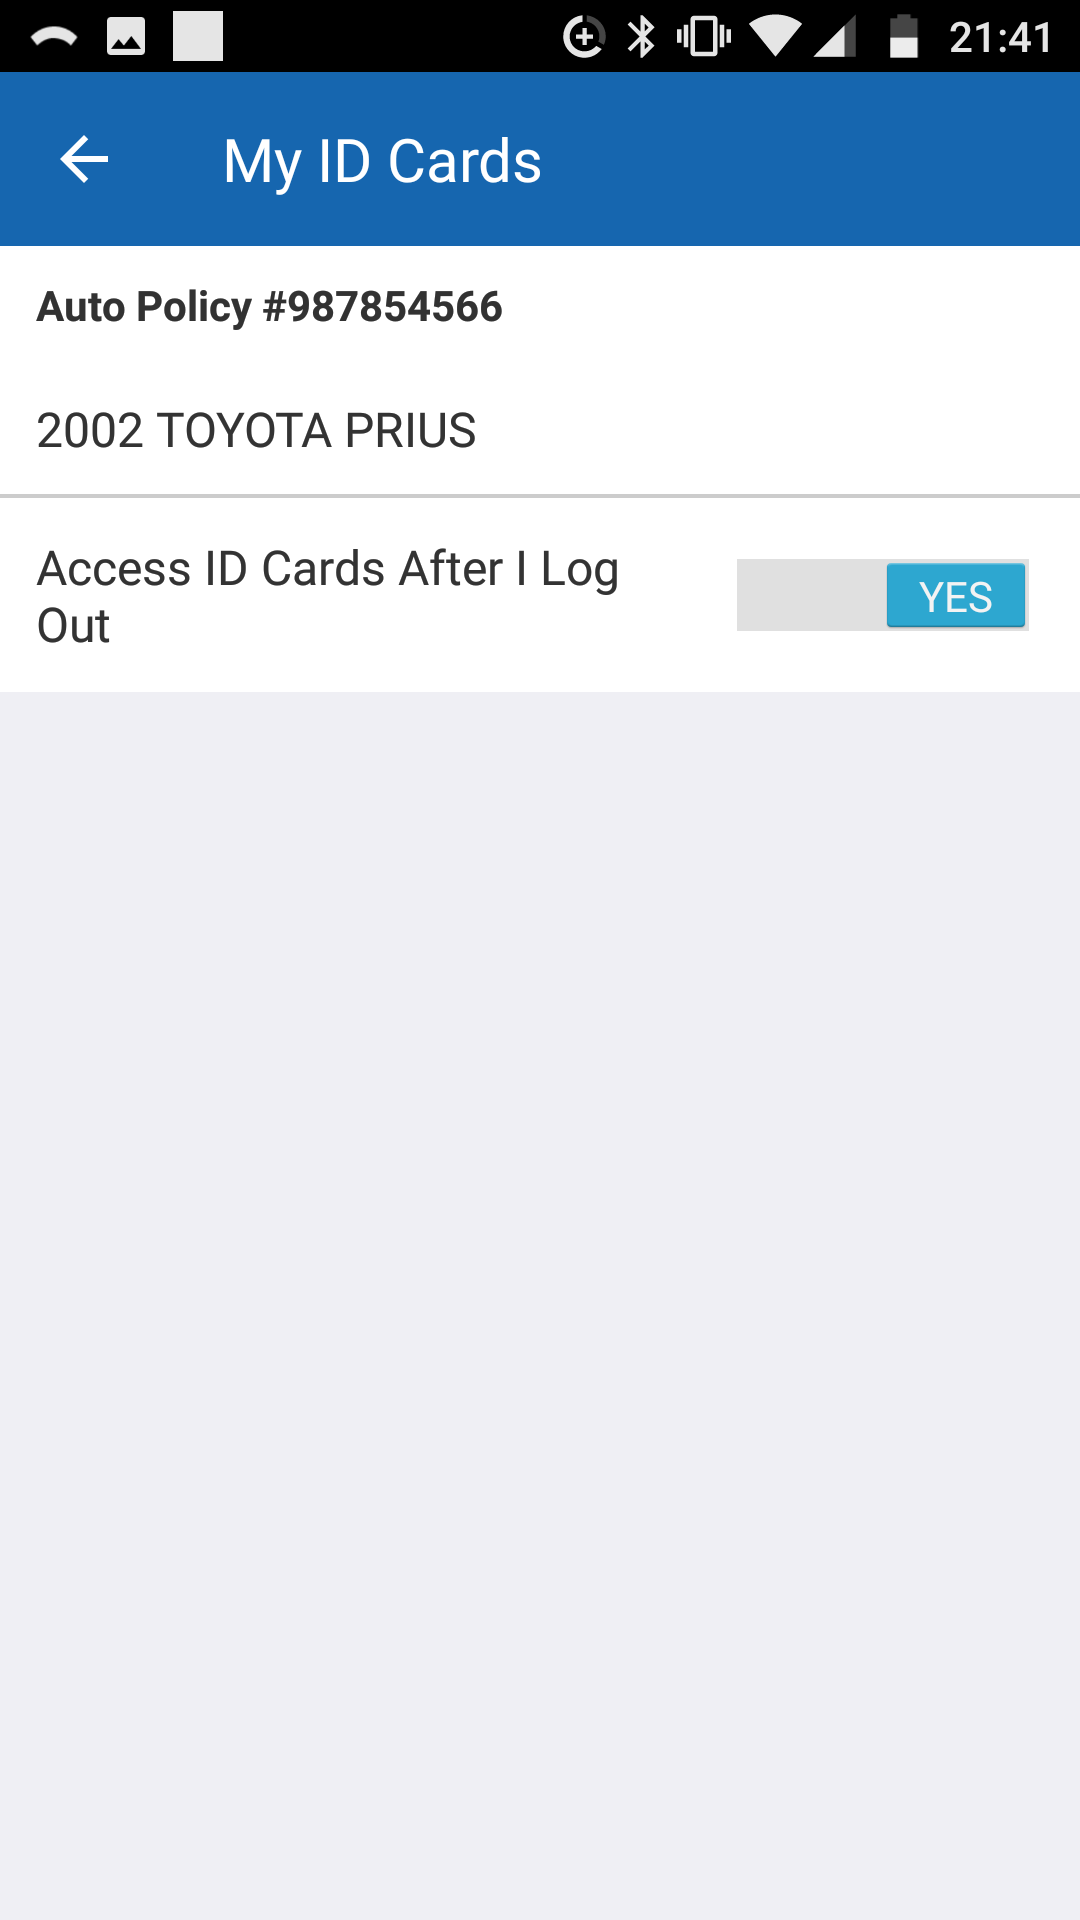 21:41
My ID Cards
Auto Policy #987854566
2002 TOYOTA PRIUS
Access ID Cards After I Log
Out
YES